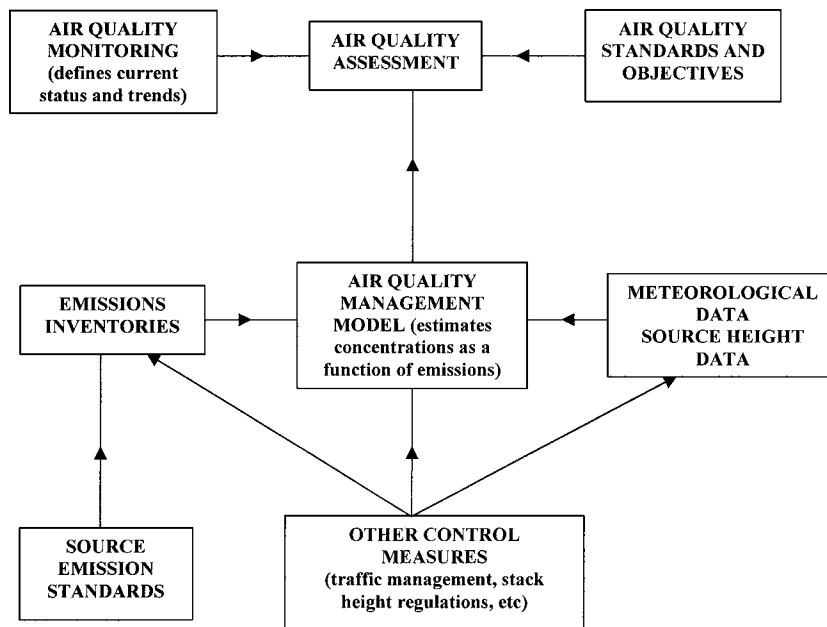 AIR QUALITY
MONITORING
(defines current
status and trends)
AIR QUALITY
ASSESSMENT
AIR QUALITY
STANDARDS AND
OBJECTIVES
EMISSIONS
INVENTORIES
AIR QUALITY
MANAGEMENT
MODEL (estimates
concentrations as a
function of emissions)
METEOROLOGICAL
DATA
SOURCE HEIGHT
DATA
SOURCE
EMISSION
STANDARDS
OTHER CONTROL
MEASURES
(traffic management, stack
height regulations, etc)